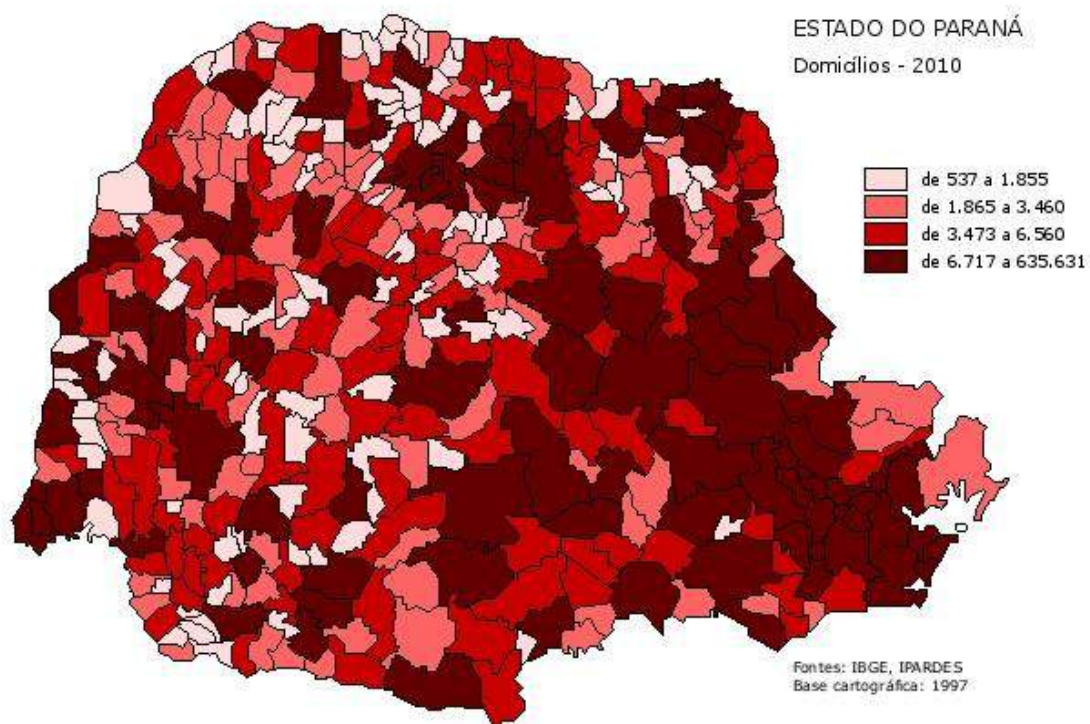 ESTADO DO PARANÁ
Domicílios - 2010
de 537 a 1.855
de 1.865 a 3.460
de 3.473 a 6.560
de 6.717 a 635.631
Fontes: IBGE, IPARDES
Base cartográfica: 1997